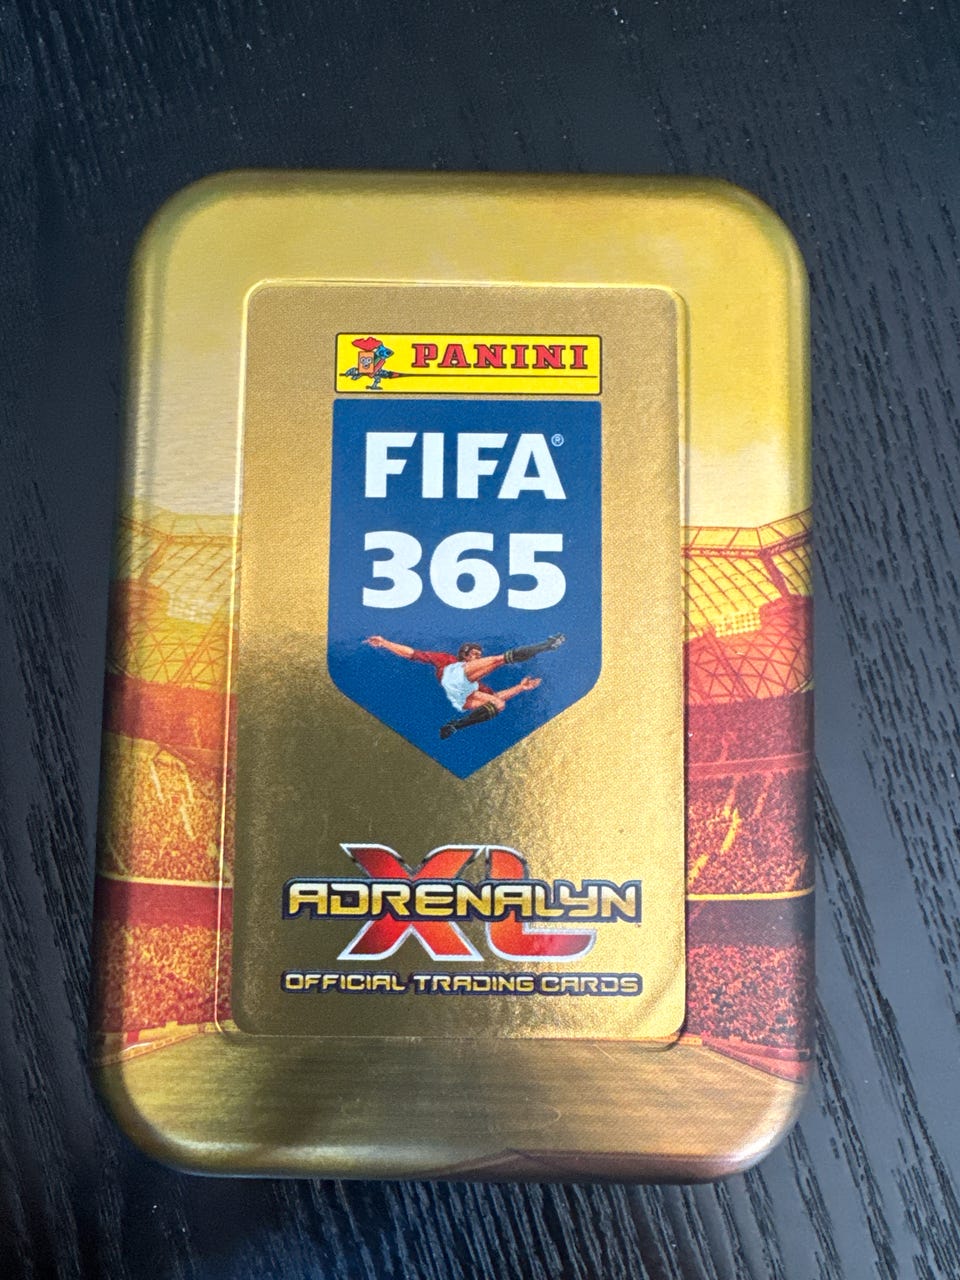 PANINI
FIFA®
365
XL
ADRENALYN
OFFICIAL TRADING CARDS